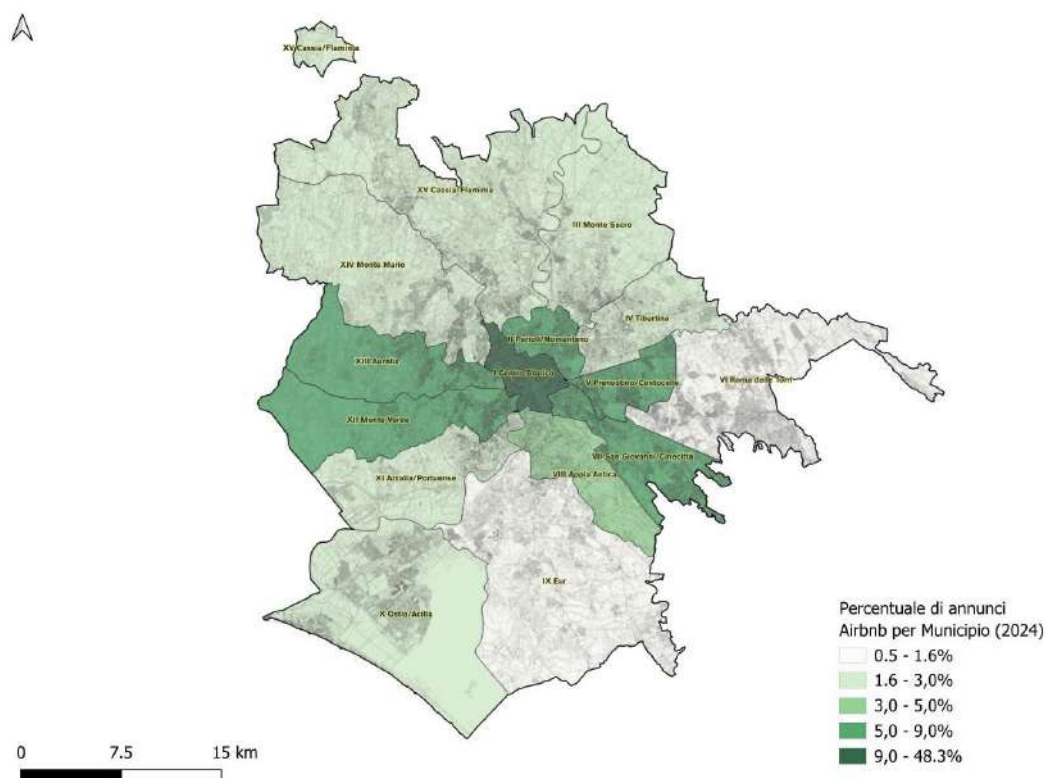 XV Cassia/Flaminia
XV Cassia/Flaminia
III Monte Sacro
XIV Monte Mario
IV Tiburtina
II Parioli/Nomentano
XIII Aurelia
I Centro Storico
V Prenestino/Centocelle
VI Roma delle Torri
XII Monte Verde
VII San Giovanni/Cinecittà
VIII Appia Antica
XI Arvalia/Portuense
IX Eur
X Ostia/Acilia
Percentuale di annunci
Airbnb per Municipio (2024)
0.5 - 1.6%
1.6 - 3,0%
3,0 - 5,0%
5,0 - 9,0%
9,0 - 48.3%
0 7.5 15 km